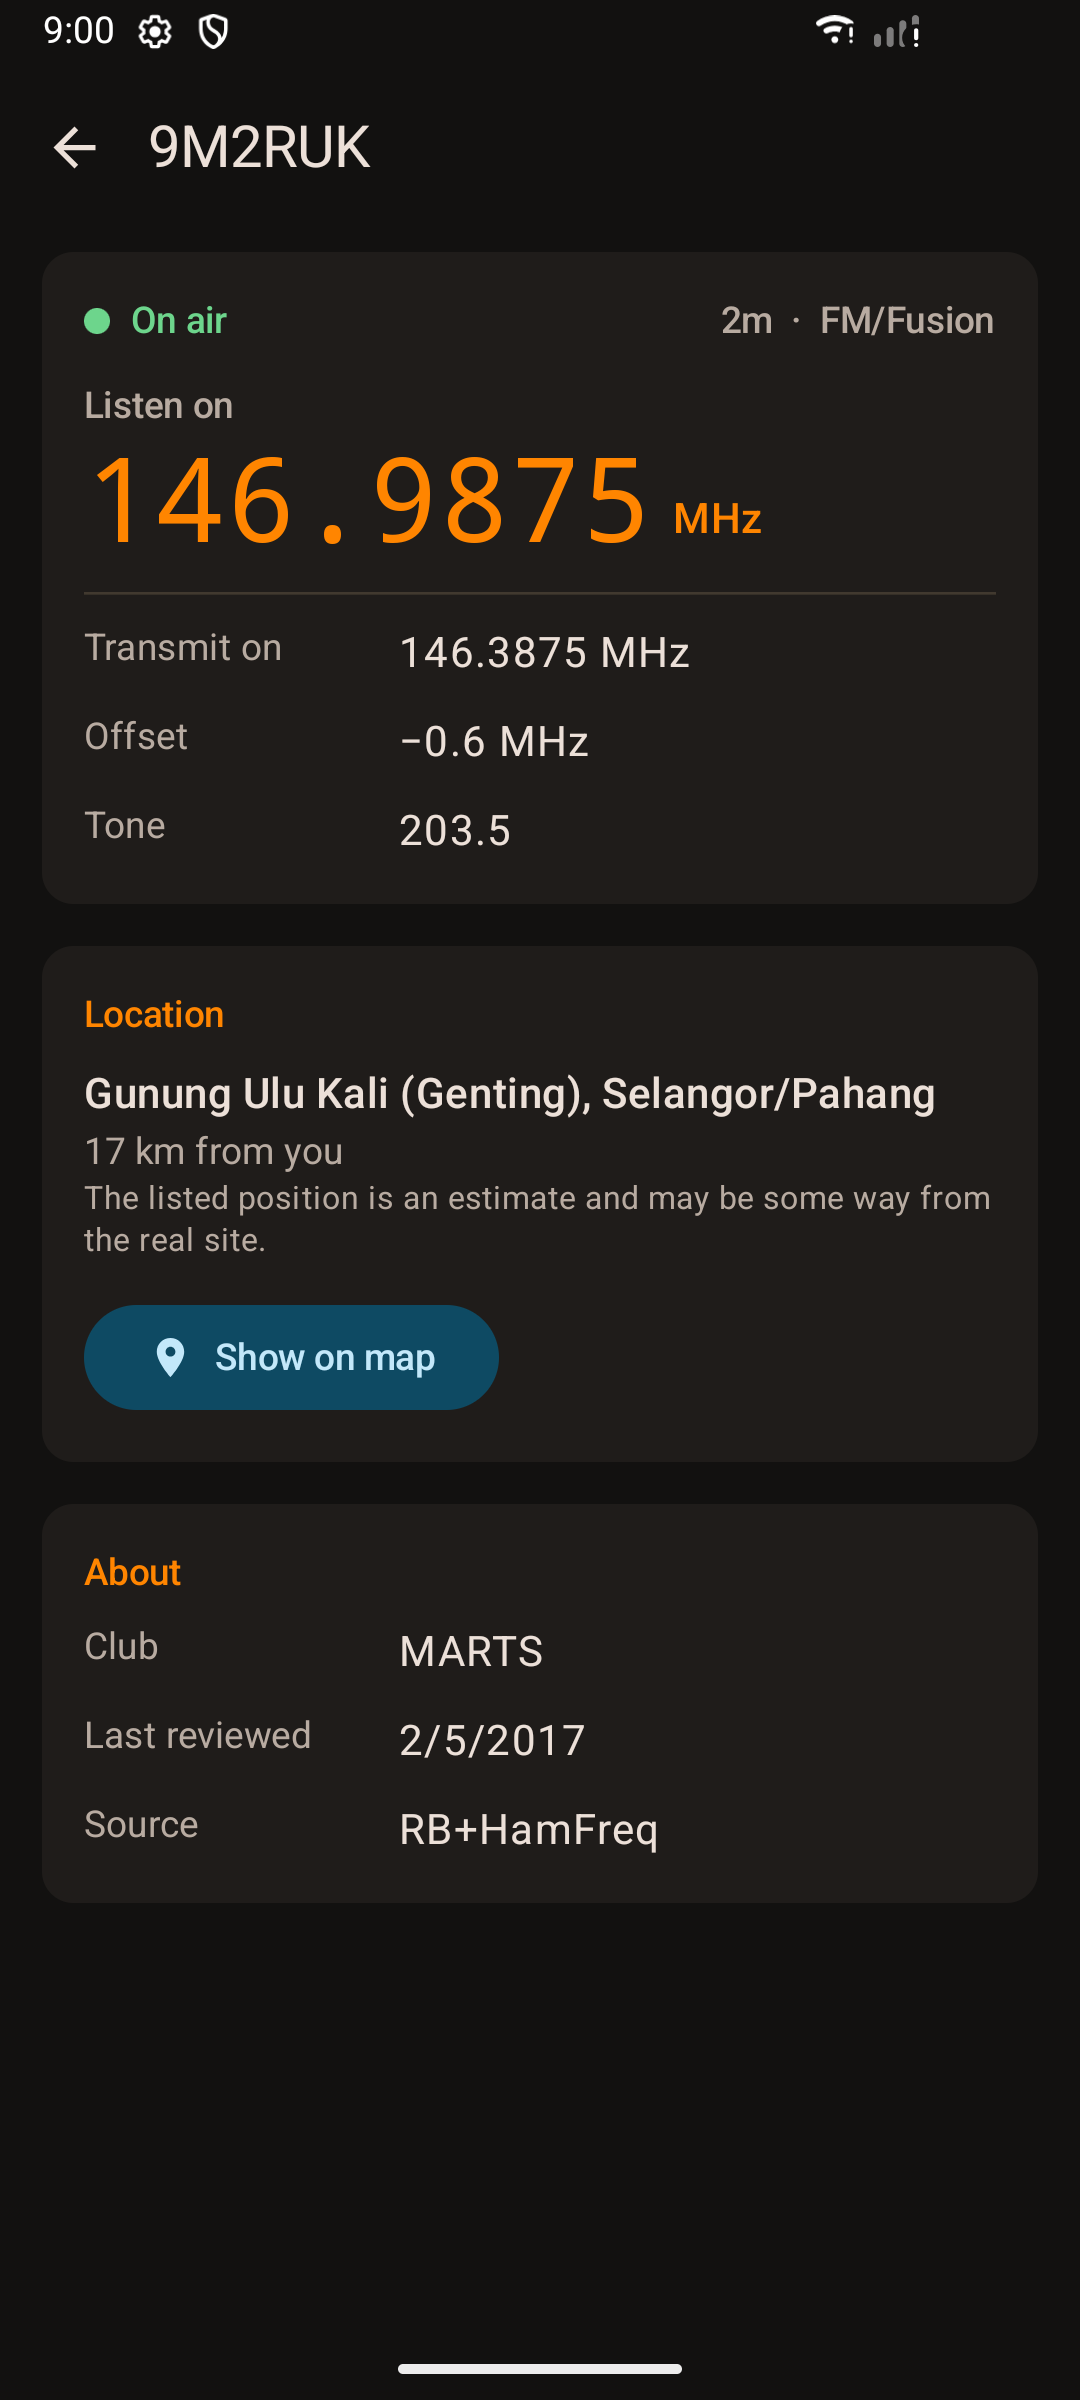 9:00
9M2RUK
On air
2m · FM/Fusion
Listen on
146.9875 MHz
Transmit on 146.3875 MHz
Offset −0.6 MHz
Tone 203.5
Location
Gunung Ulu Kali (Genting), Selangor/Pahang
17 km from you
The listed position is an estimate and may be some way from
the real site.
Show on map
About
Club MARTS
Last reviewed 2/5/2017
Source RB+HamFreq